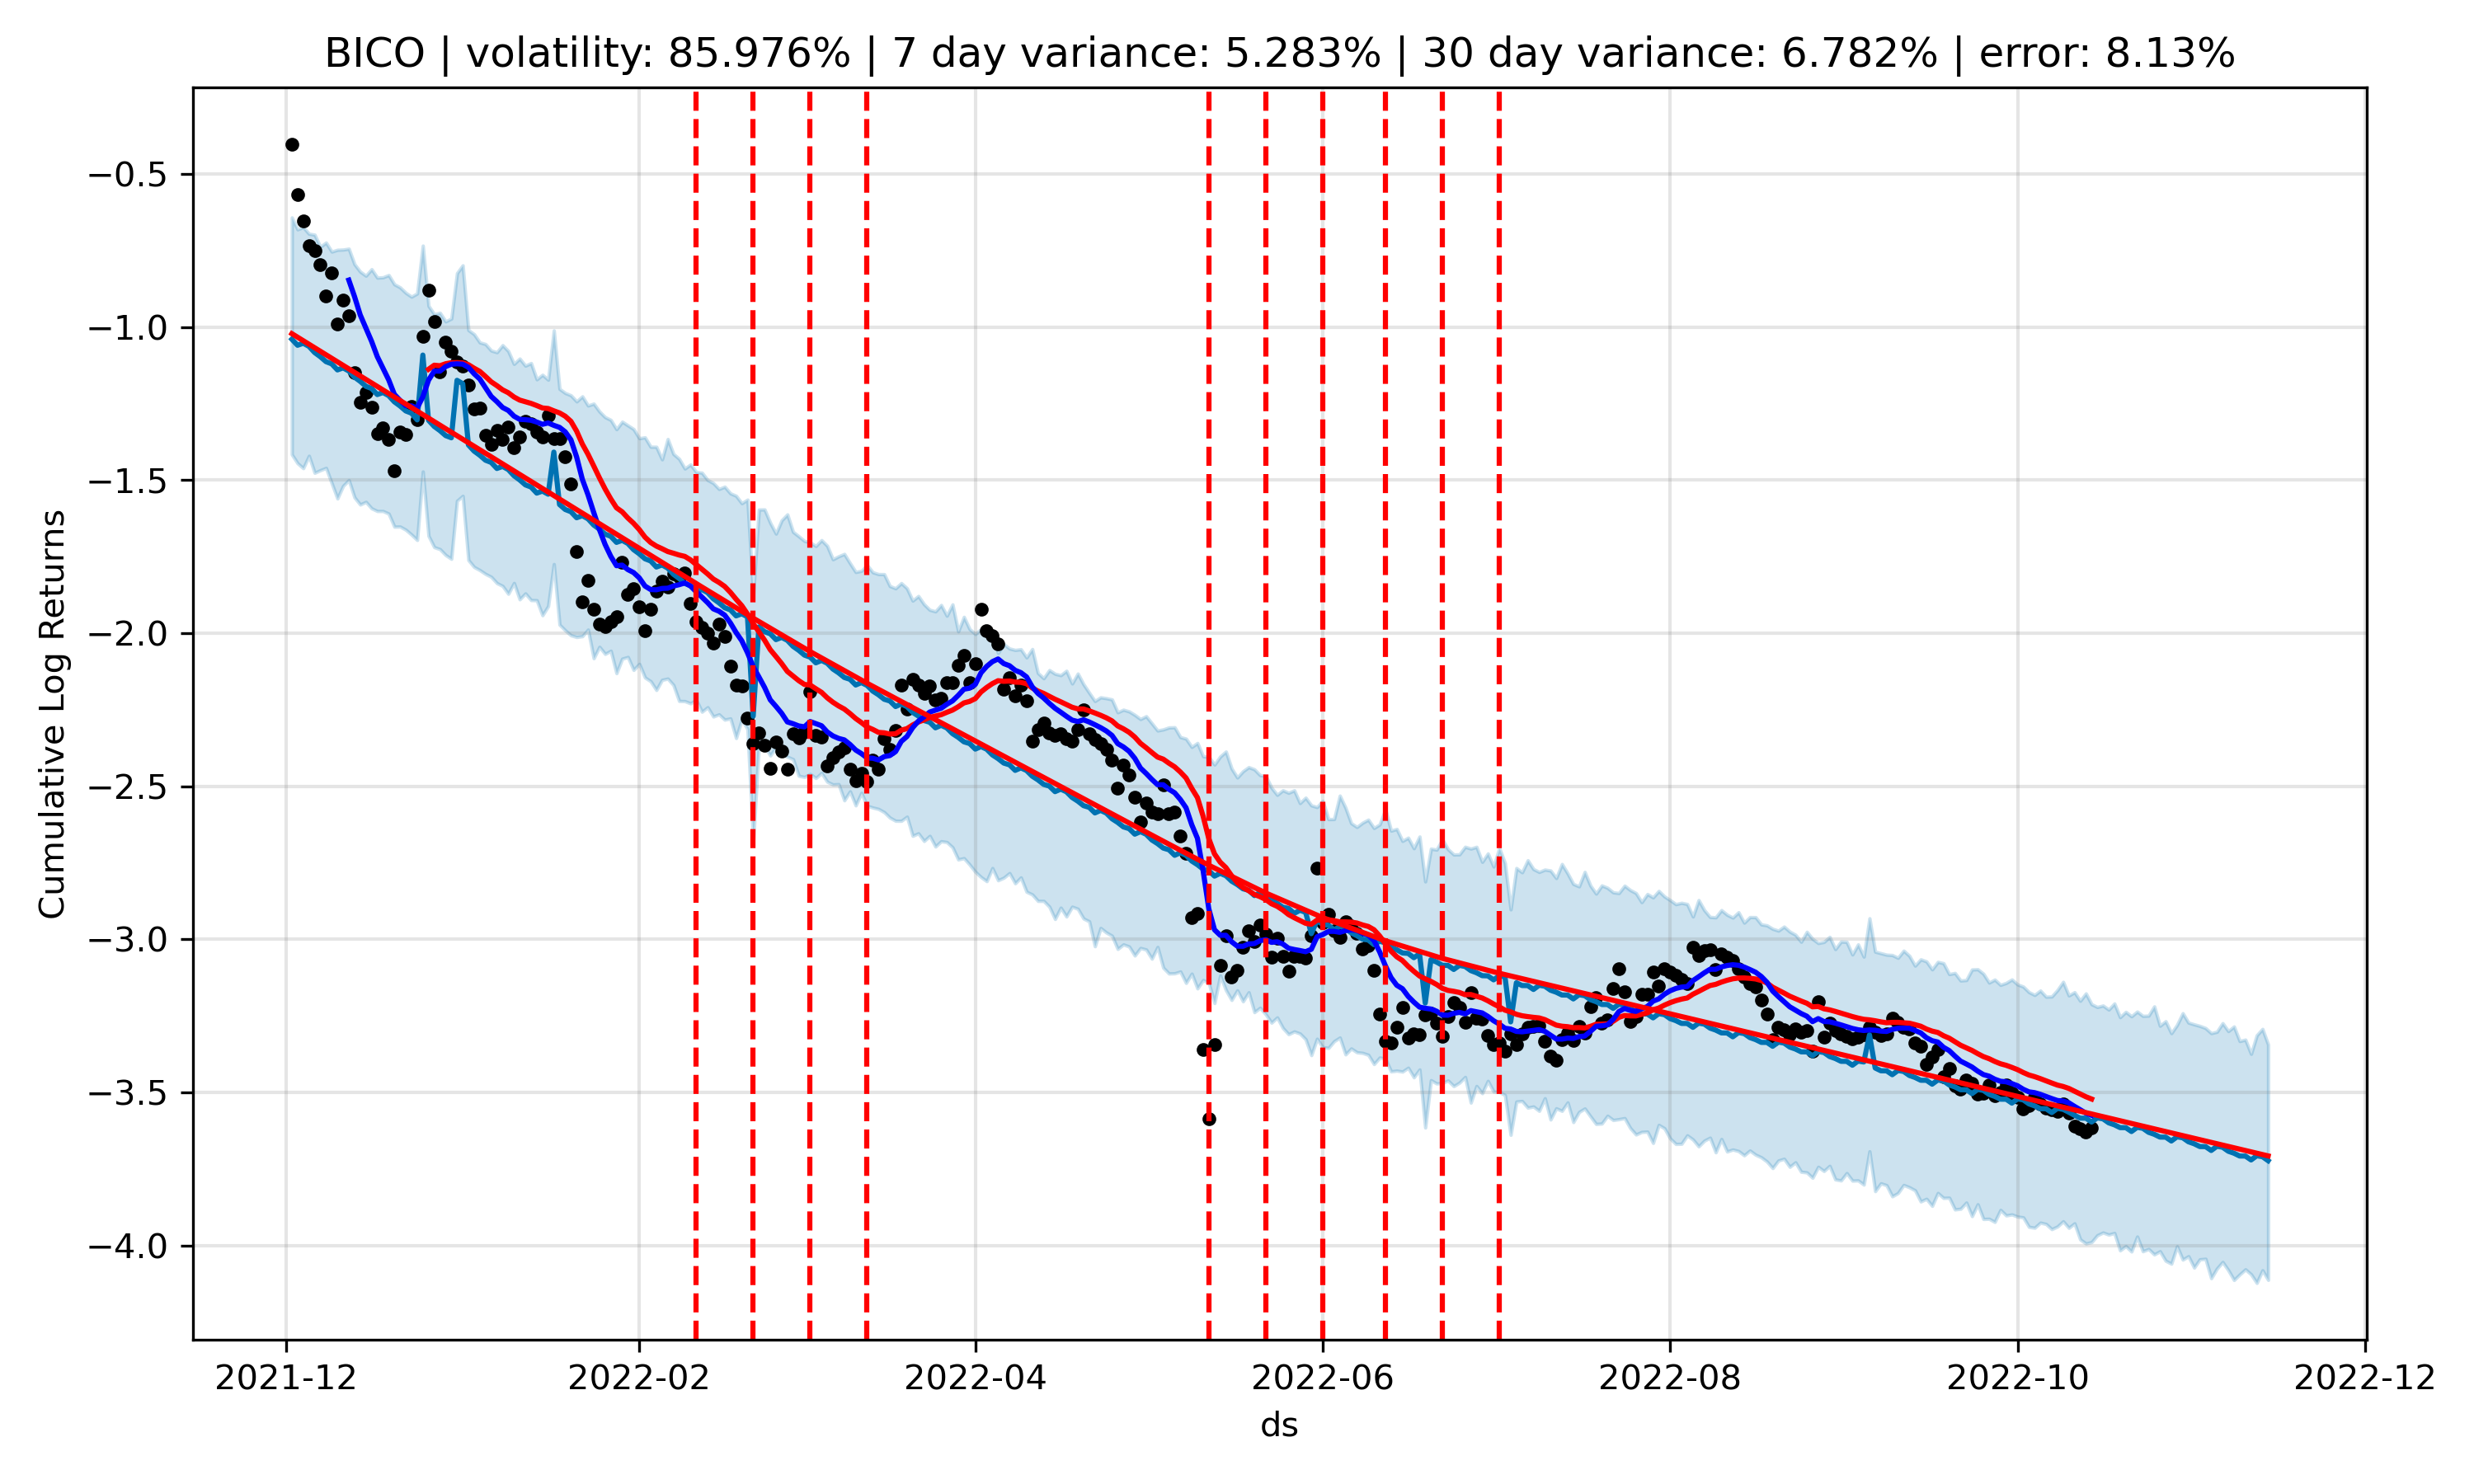 BICO | volatility: 85.976% | 7 day variance: 5.283% | 30 day variance: 6.782% | error: 8.13%
Cumulative Log Returns
−0.5
−1.0
−1.5
−2.0
−2.5
−3.0
−3.5
−4.0
2021-12 2022-02 2022-04 2022-06 2022-08 2022-10 2022-12
ds